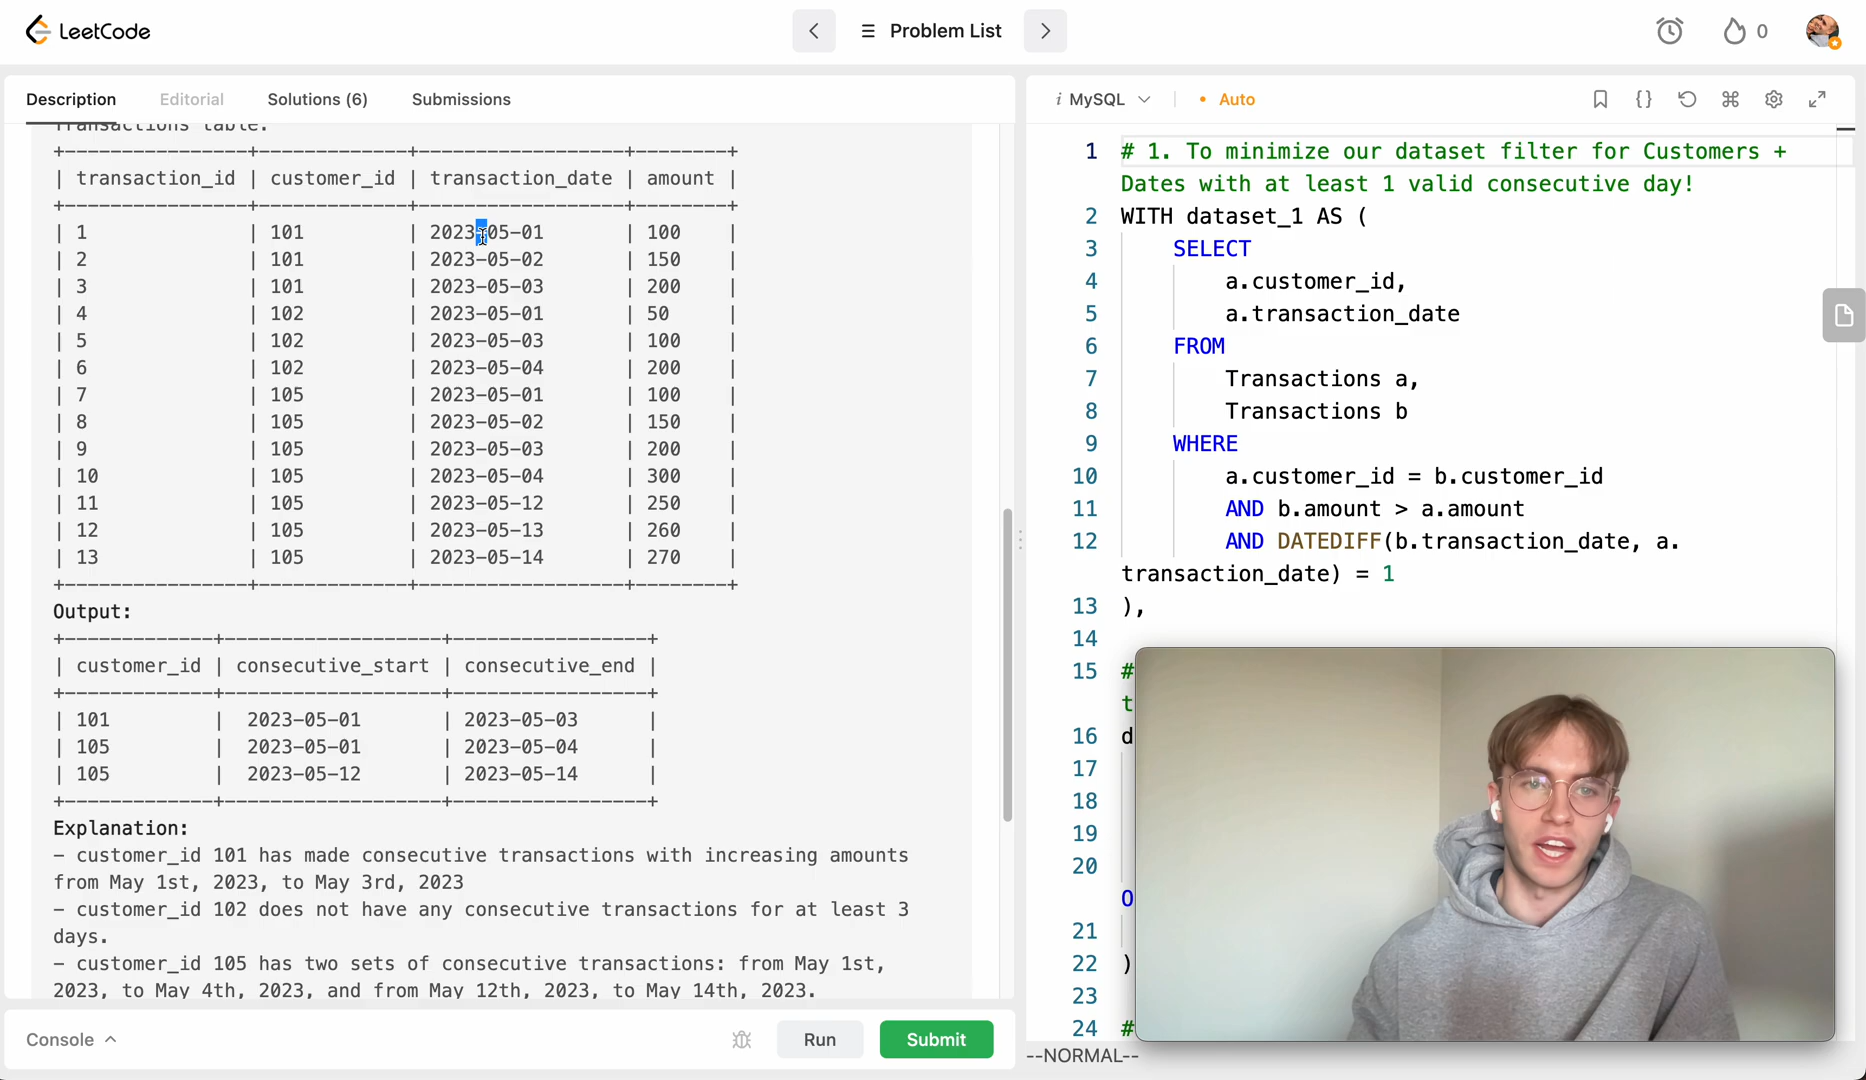 LeetCode
Problem List
0
Description Editorial Solutions (6) Submissions
+-----------------+--------------+-------------------+--------+
| transaction_id | customer_id | transaction_date | amount |
+-----------------+--------------+-------------------+--------+
| 1 | 101 | 2023-05-01 | 100 |
| 2 | 101 | 2023-05-02 | 150 |
| 3 | 101 | 2023-05-03 | 200 |
| 4 | 102 | 2023-05-01 | 50 |
| 5 | 102 | 2023-05-03 | 100 |
| 6 | 102 | 2023-05-04 | 200 |
| 7 | 105 | 2023-05-01 | 100 |
| 8 | 105 | 2023-05-02 | 150 |
| 9 | 105 | 2023-05-03 | 200 |
| 10 | 105 | 2023-05-04 | 300 |
| 11 | 105 | 2023-05-12 | 250 |
| 12 | 105 | 2023-05-13 | 260 |
| 13 | 105 | 2023-05-14 | 270 |
+-----------------+--------------+-------------------+--------+
Output:
+-------------+-------------------+-----------------+
| customer_id | consecutive_start | consecutive_end |
+-------------+-------------------+-----------------+
| 101 | 2023-05-01 | 2023-05-03 |
| 105 | 2023-05-01 | 2023-05-04 |
| 105 | 2023-05-12 | 2023-05-14 |
+-------------+-------------------+-----------------+
Explanation:
- customer_id 101 has made consecutive transactions with increasing amounts
from May 1st, 2023, to May 3rd, 2023
- customer_id 102 does not have any consecutive transactions for at least 3
days.
- customer_id 105 has two sets of consecutive transactions: from May 1st,
2023, to May 4th, 2023, and from May 12th, 2023, to May 14th, 2023.
Console Run Submit
i MySQL • Auto
1 # 1. To minimize our dataset filter for Customers +
Dates with at least 1 valid consecutive day!
2 WITH dataset_1 AS (
3 SELECT
4 a.customer_id,
5 a.transaction_date
6 FROM
7 Transactions a,
8 Transactions b
9 WHERE
10 a.customer_id = b.customer_id
11 AND b.amount > a.amount
12 AND DATEDIFF(b.transaction_date, a.
transaction_date) = 1
13 ),
14
15 #
t
16 d
17
18
19
20
O
21
22 )
23
24 #
--NORMAL--